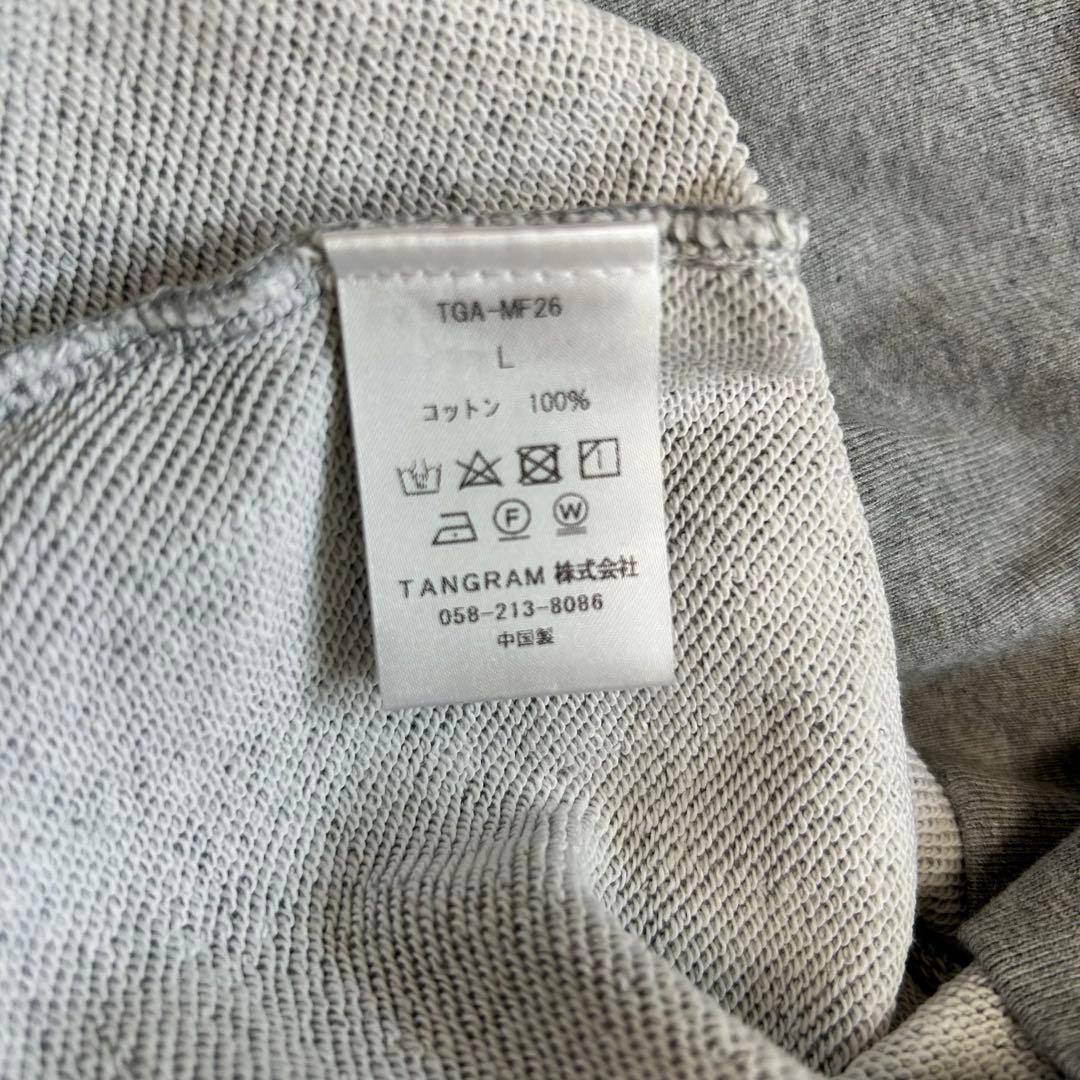 TGA-MF26
L
コットン 100%
F W
TANGRAM 株式会社
058-213-8086
中国製